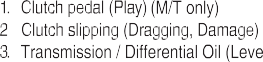 1. Clutch pedal (Play) (M/T only)
2 Clutch slipping (Dragging, Damage)
3. Transmission / Differential Oil (Leve